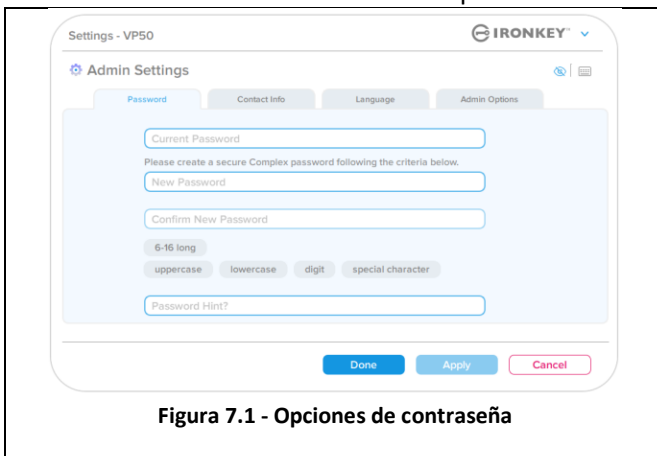 Settings - VP50
IRONKEY™
Admin Settings
Password Contact Info Language Admin Options
Current Password
Please create a secure Complex password following the criteria below.
New Password
Confirm New Password
6-16 long
uppercase lowercase digit special character
Password Hint?
Done Apply Cancel
Figura 7.1 - Opciones de contraseña